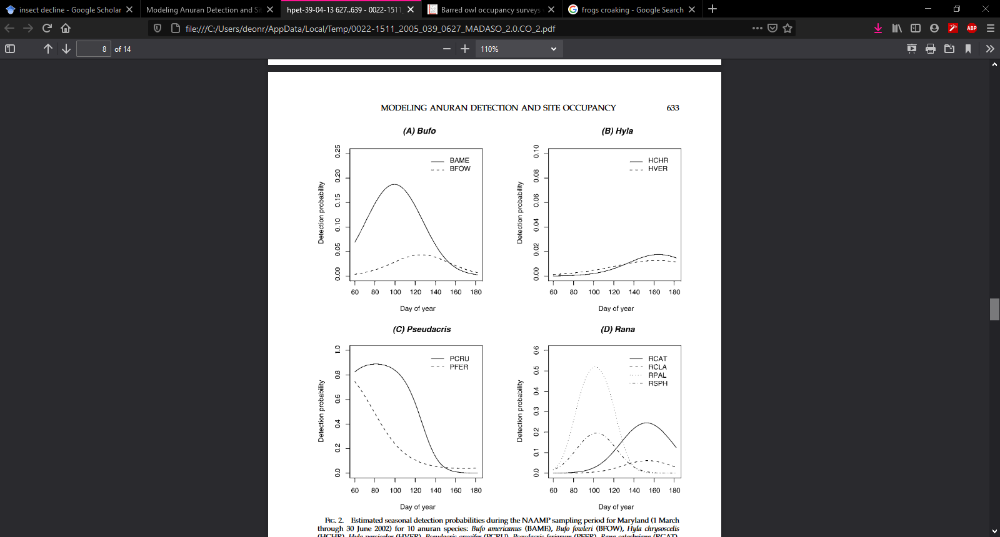 insect decline - Google Scholar
Modeling Anuran Detection and Sit
hpet-39-04-13 627..639 - 0022-1511_
Barred owl occupancy surveys
frogs croaking - Google Search
file:///C:/Users/deonr/AppData/Local/Temp/0022-1511_2005_039_0627_MADASO_2.0.CO_2.pdf
ABP
8 of 14
110%
MODELING ANURAN DETECTION AND SITE OCCUPANCY 633
(A) Bufo
Detection probability
0.25
0.20
0.15
0.10
0.05
0.00
BAME
BFOW
60 80 100 120 140 160 180
Day of year
(B) Hyla
Detection probability
0.10
0.08
0.06
0.04
0.02
0.00
HCHR
HVER
60 80 100 120 140 160 180
Day of year
(C) Pseudacris
Detection probability
1.0
0.8
0.6
0.4
0.2
0.0
PCRU
PFER
60 80 100 120 140 160 180
Day of year
(D) Rana
Detection probability
0.6
0.5
0.4
0.3
0.2
0.1
0.0
RCAT
RCLA
RPAL
RSPH
60 80 100 120 140 160 180
Day of year
FIG. 2. Estimated seasonal detection probabilities during the NAAMP sampling period for Maryland (1 March
through 30 June 2002) for 10 anuran species: Bufo americanus (BAME), Bufo fowleri (BFOW), Hyla chrysoscelis
(HCHR), Hyla versicolor (HVER), Pseudacris crucifer (PCRU), Pseudacris feriarum (PFER), Rana catesbeiana (RCAT),